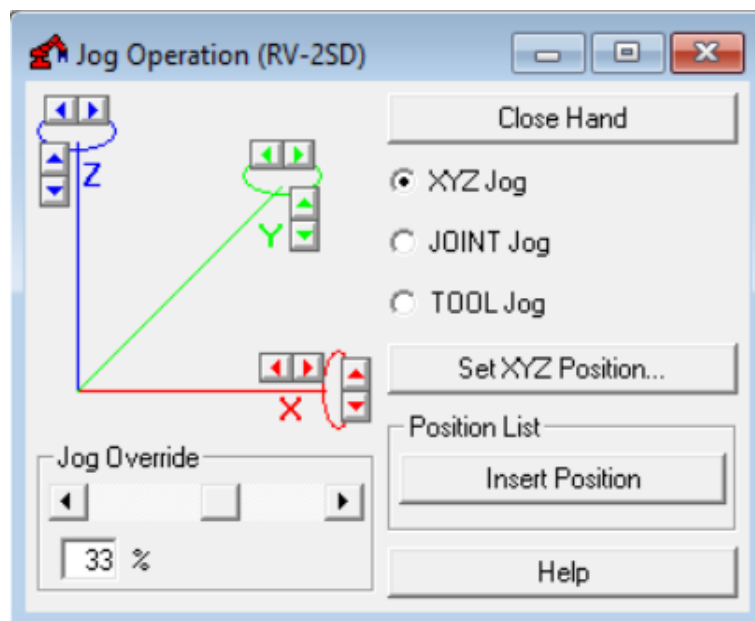 Jog Operation (RV-2SD)
Close Hand
Z
XYZ Jog
Y
JOINT Jog
TOOL Jog
X
Set XYZ Position...
Position List
Jog Override
Insert Position
33 %
Help